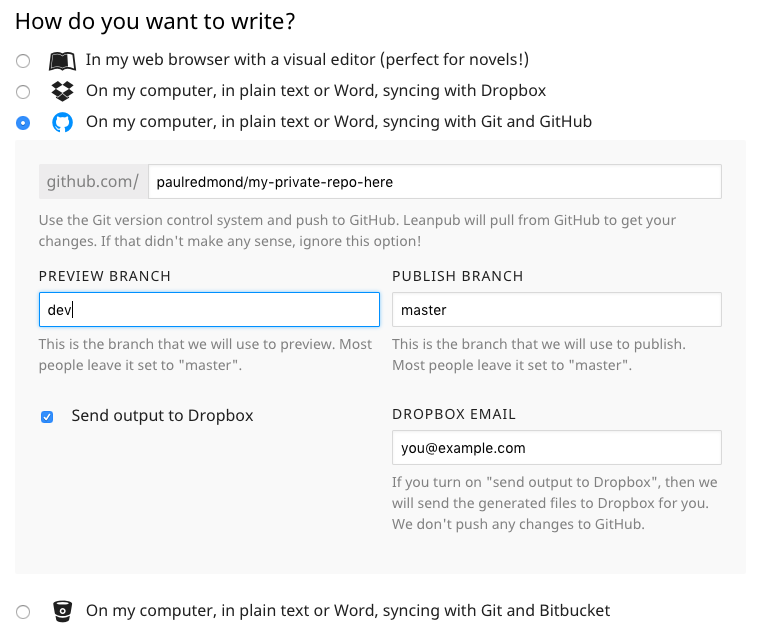 How do you want to write?
In my web browser with a visual editor (perfect for novels!)
On my computer, in plain text or Word, syncing with Dropbox
On my computer, in plain text or Word, syncing with Git and GitHub
github.com/ paulredmond/my-private-repo-here
Use the Git version control system and push to GitHub. Leanpub will pull from GitHub to get your
changes. If that didn't make any sense, ignore this option!
PREVIEW BRANCH
dev
This is the branch that we will use to preview. Most
people leave it set to "master".
PUBLISH BRANCH
master
This is the branch that we will use to publish.
Most people leave it set to "master".
Send output to Dropbox
DROPBOX EMAIL
you@example.com
If you turn on "send output to Dropbox", then we
will send the generated files to Dropbox for you.
We don't push any changes to GitHub.
On my computer, in plain text or Word, syncing with Git and Bitbucket